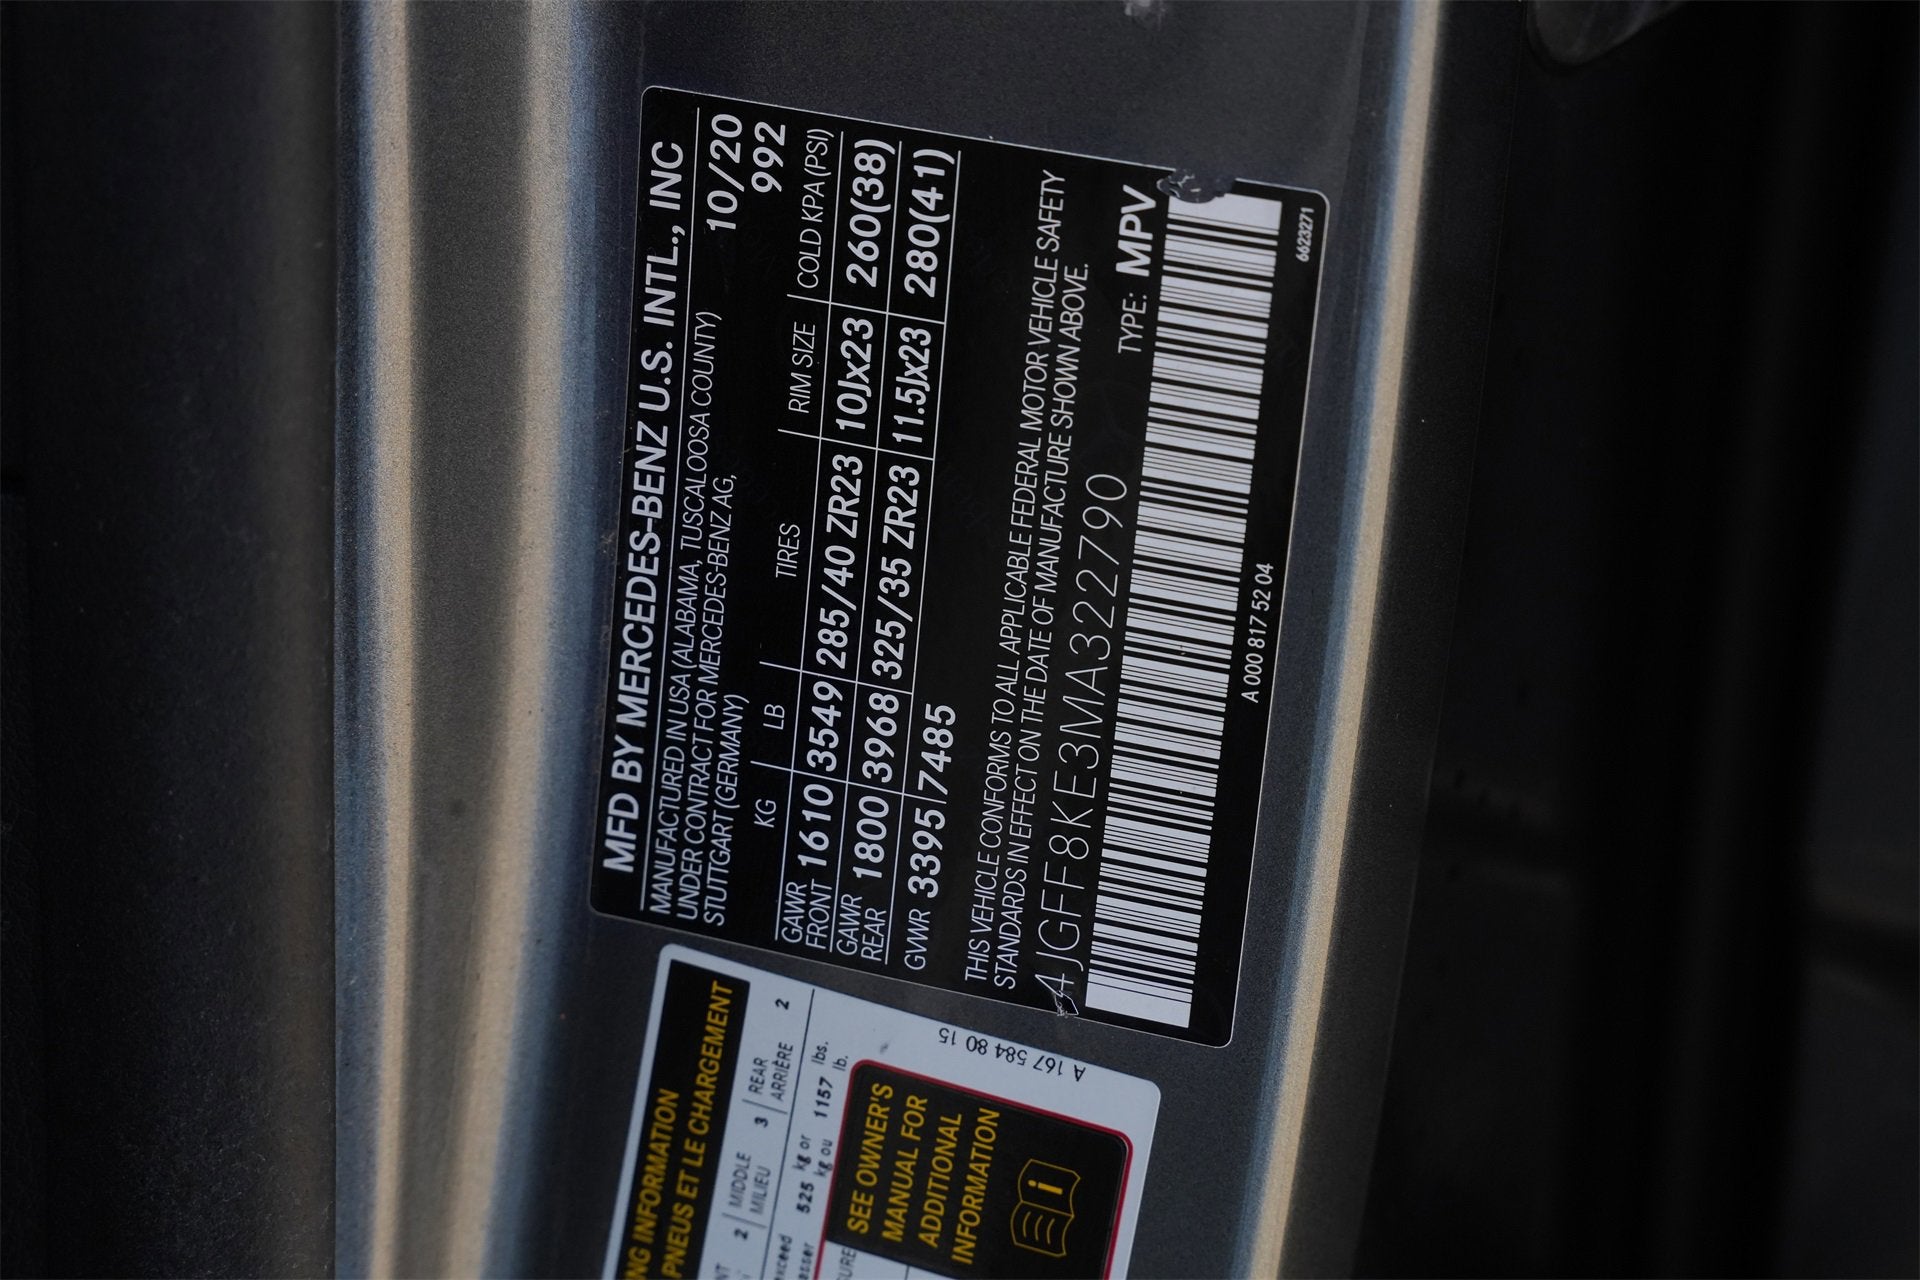 MFD BY MERCEDES-BENZ U.S. INTL., INC
MANUFACTURED IN USA (ALABAMA, TUSCALOOSA COUNTY) 10/20
UNDER CONTRACT FOR MERCEDES-BENZ AG, 992
STUTTGART (GERMANY)
KG LB TIRES RIM SIZE COLD KPA (PSI)
GAWR FRONT 1610 3549 285/40 ZR23 10Jx23 260(38)
GAWR REAR 1800 3968 325/35 ZR23 11.5Jx23 280(41)
GVWR 3395 7485
THIS VEHICLE CONFORMS TO ALL APPLICABLE FEDERAL MOTOR VEHICLE SAFETY
STANDARDS IN EFFECT ON THE DATE OF MANUFACTURE SHOWN ABOVE.
4JGFF8KE3MA322790 TYPE: MPV
A 000 817 52 04
6623271
INFORMATION
PNEUS ET LE CHARGEMENT
2 MIDDLE 3 REAR 2
MILIEU ARRIÈRE
525 kg or 1157 lbs.
kg ou lb.
SEE OWNER'S
MANUAL FOR
ADDITIONAL
INFORMATION
A 167 584 80 15